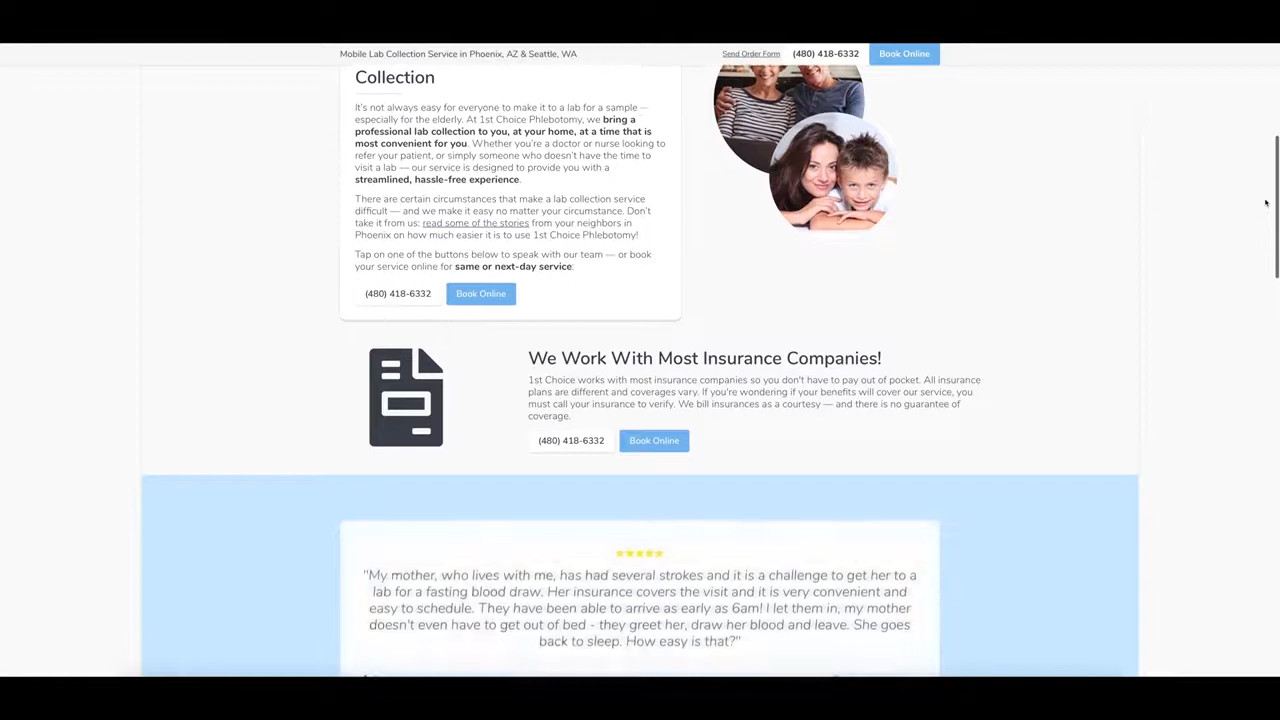 Mobile Lab Collection Service in Phoenix, AZ & Seattle, WA
Send Order Form
(480) 418-6332
Book Online
Collection
It's not always easy for everyone to make it to a lab for a sample —
especially for the elderly. At 1st Choice Phlebotomy, we bring a
professional lab collection to you, at your home, at a time that is
most convenient for you. Whether you're a doctor or nurse looking to
refer your patient, or simply someone who doesn't have the time to
visit a lab — our service is designed to provide you with a
streamlined, hassle-free experience.
There are certain circumstances that make a lab collection service
difficult — and we make it easy no matter your circumstance. Don't
take it from us: read some of the stories from your neighbors in
Phoenix on how much easier it is to use 1st Choice Phlebotomy!
Tap on one of the buttons below to speak with our team — or book
your service online for same or next-day service:
(480) 418-6332
Book Online
We Work With Most Insurance Companies!
1st Choice works with most insurance companies so you don't have to pay out of pocket. All insurance
plans are different and coverages vary. If you're wondering if your benefits will cover our service, you
must call your insurance to verify. We bill insurances as a courtesy — and there is no guarantee of
coverage.
(480) 418-6332
Book Online
"My mother, who lives with me, has had several strokes and it is a challenge to get her to a
lab for a fasting blood draw. Her insurance covers the visit and it is very convenient and
easy to schedule. They have been able to arrive as early as 6am! I let them in, my mother
doesn't even have to get out of bed - they greet her, draw her blood and leave. She goes
back to sleep. How easy is that?"